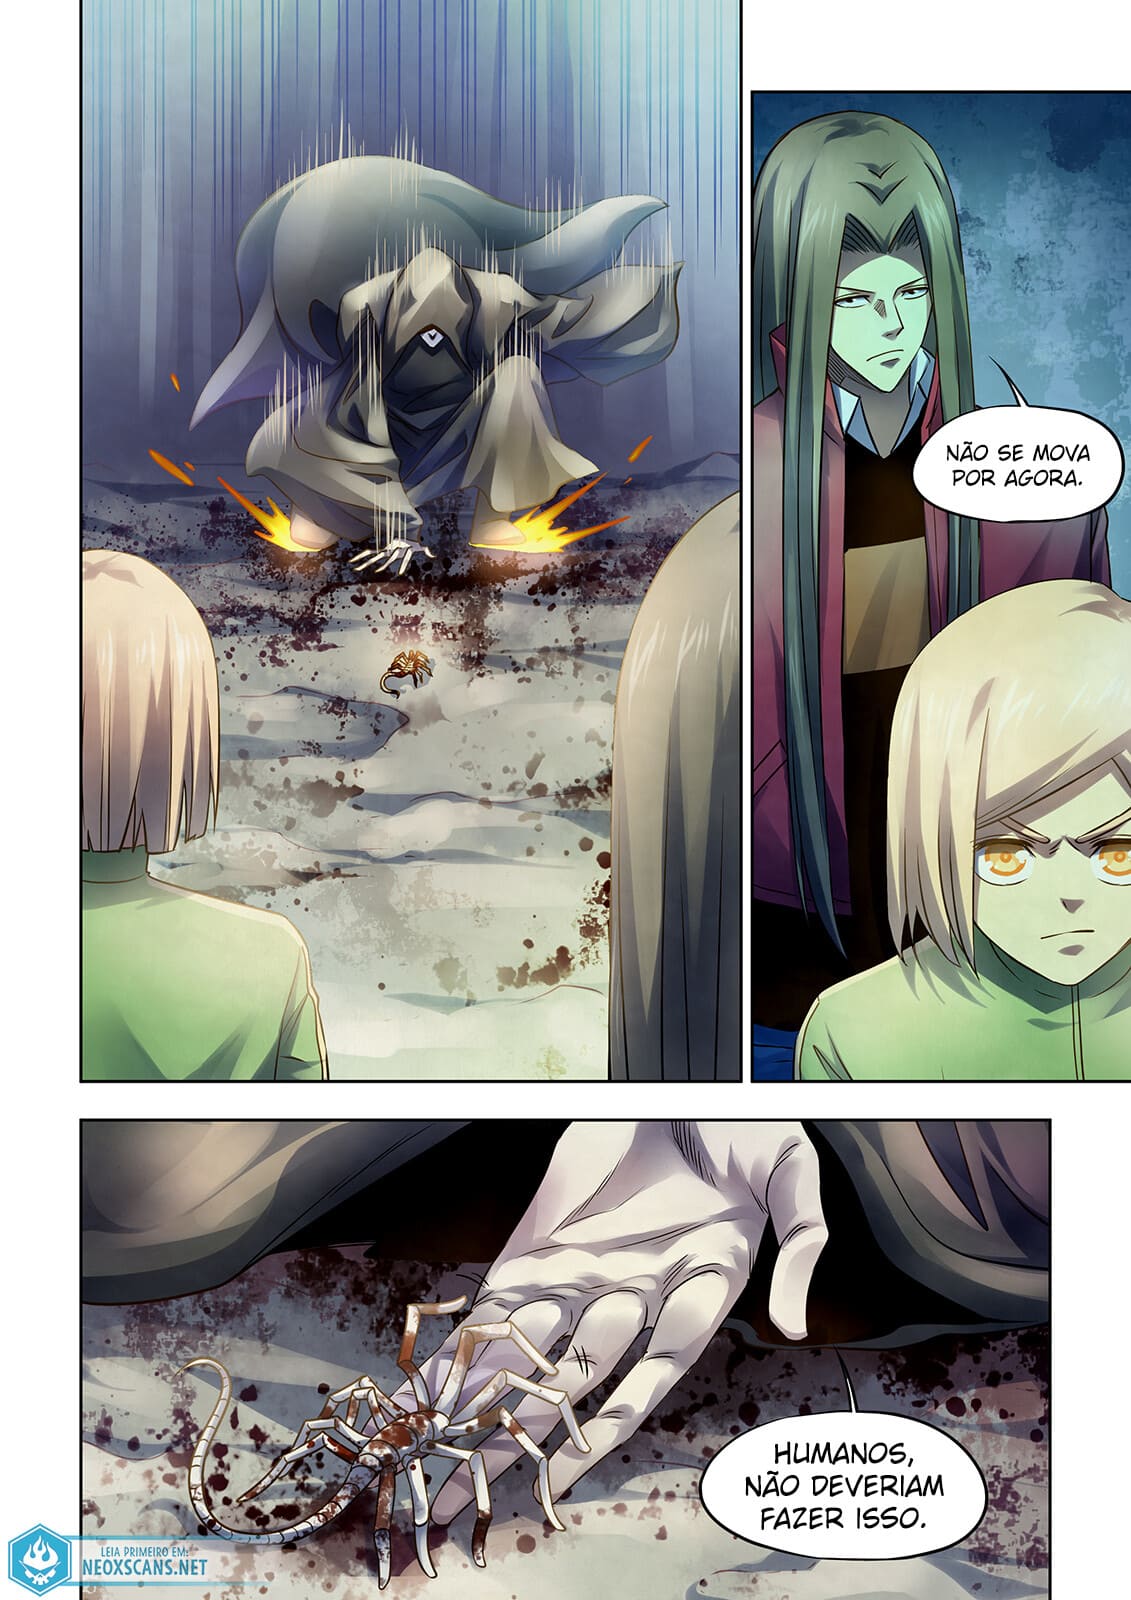 NÃO SE MOVA
POR AGORA.
HUMANOS,
NÃO DEVERIAM
FAZER ISSO.
LEIA PRIMEIRO EM:
NEOXSCANS.NET